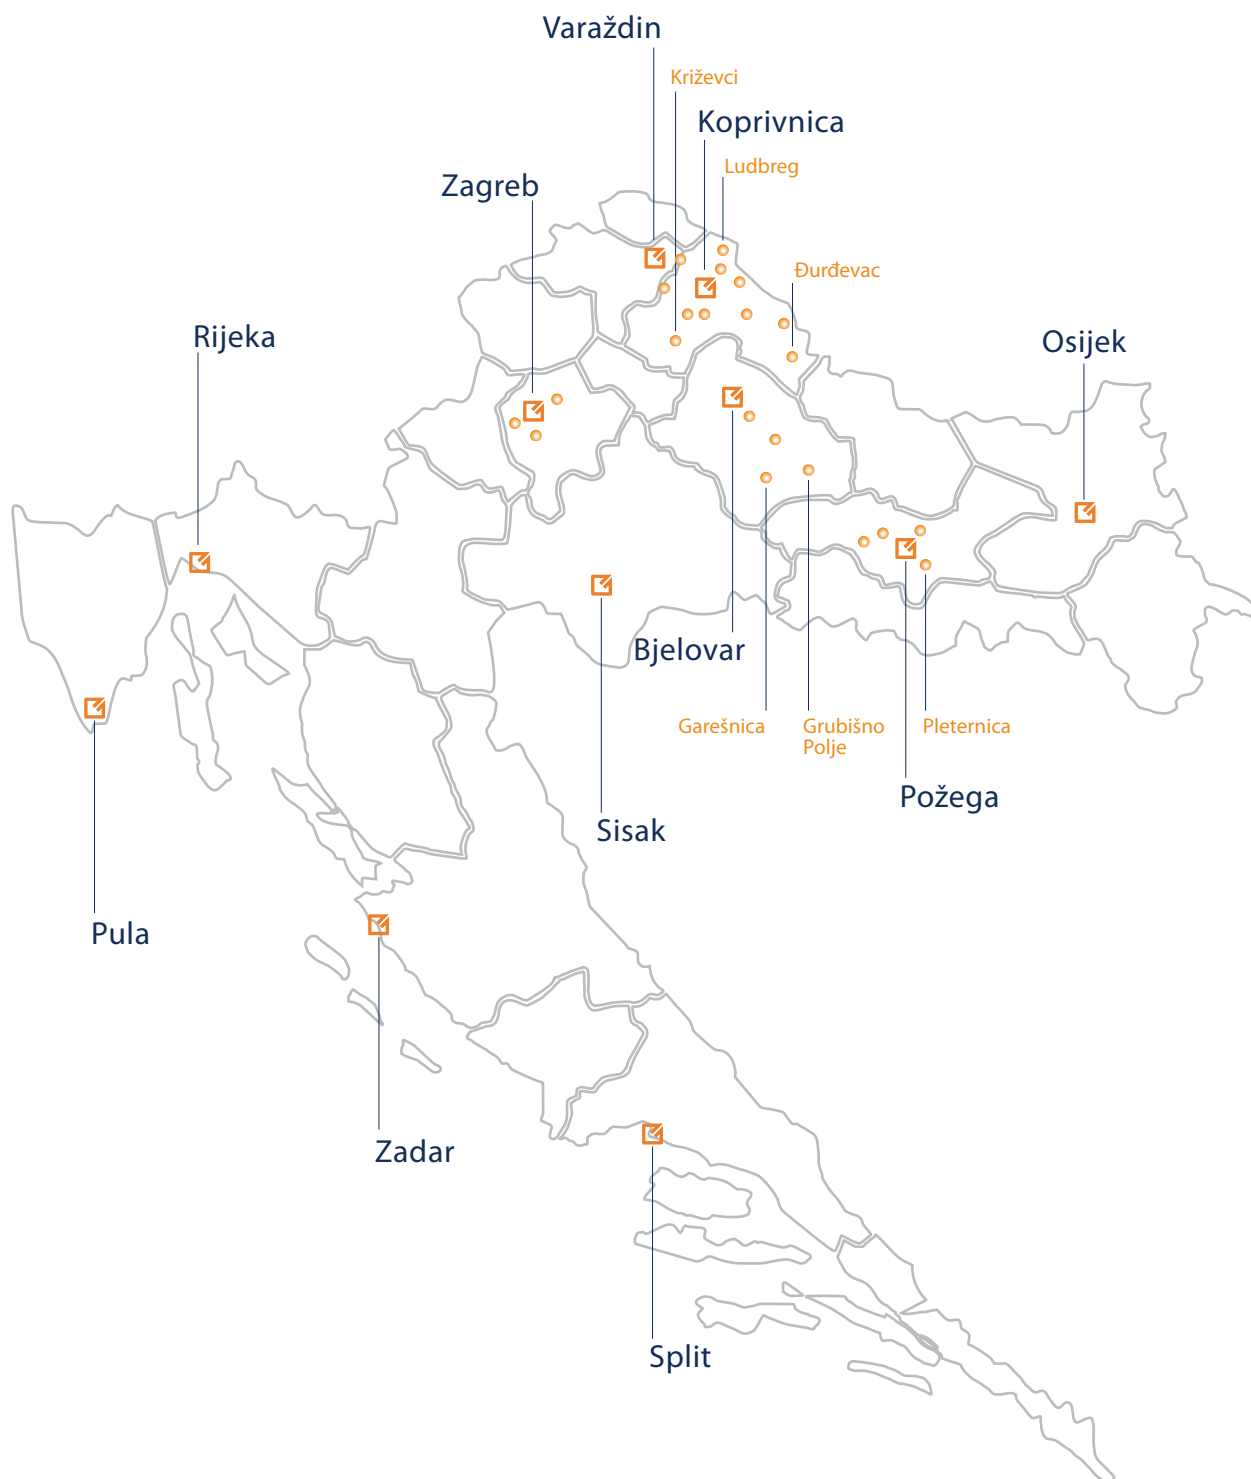 Varaždin
Križevci
Koprivnica
Ludbreg
Zagreb
Đurđevac
Rijeka
Osijek
Bjelovar
Garešnica
Grubišno
Polje
Pleternica
Požega
Sisak
Pula
Zadar
Split